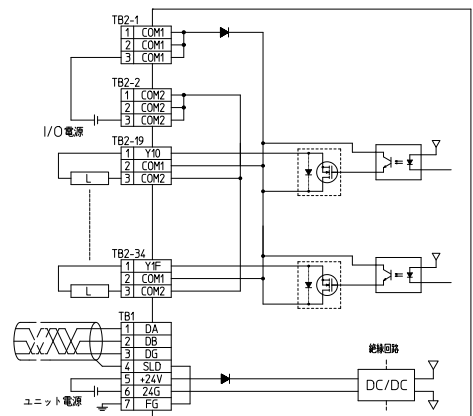 TB2-1
1 COM1
2 COM1
3 COM1
TB2-2
1 COM2
2 COM2
3 COM2
I/O電源
TB2-19
1 Y10
2 COM1
3 COM2
L
TB2-34
1 Y1F
2 COM1
3 COM2
L
TB1
1 DA
2 DB
3 DG
4 SLD
5 +24V
6 24G
7 FG
ユニット電源
絶縁回路
DC/DC